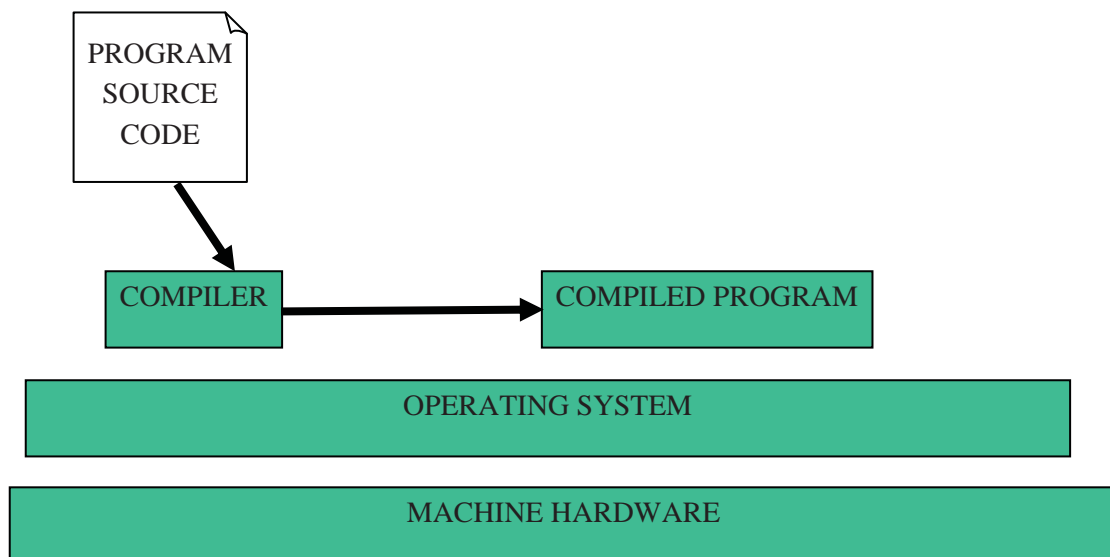 PROGRAM
SOURCE
CODE
COMPILER
COMPILED PROGRAM
OPERATING SYSTEM
MACHINE HARDWARE